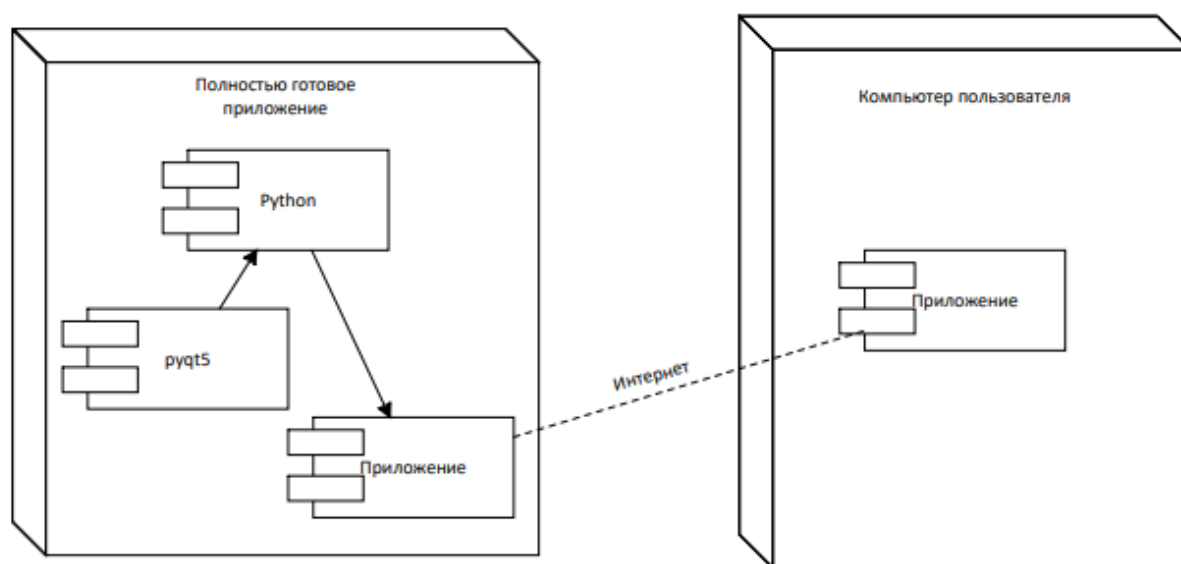 Полностью готовое
приложение
Python
pyqt5
Приложение
Интернет
Компьютер пользователя
Приложение